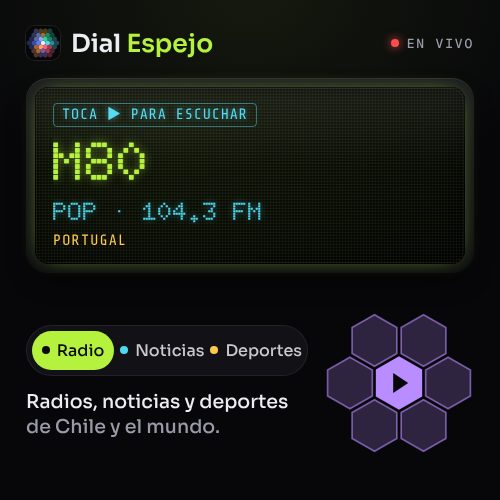 Dial Espejo
EN VIVO
TOCA ▶ PARA ESCUCHAR
M80
POP · 104.3 FM
PORTUGAL
Radio Noticias Deportes
Radios, noticias y deportes
de Chile y el mundo.